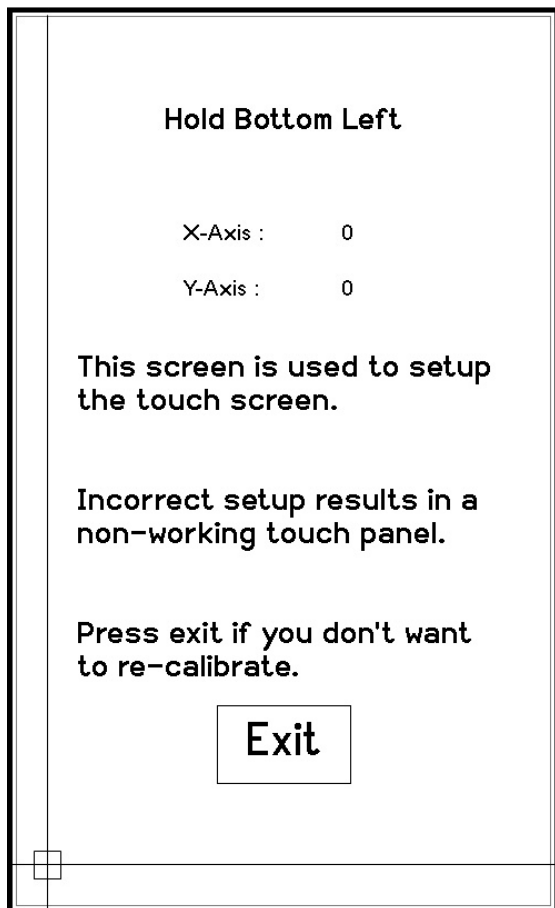 Hold Bottom Left
X-Axis : 0
Y-Axis : 0
This screen is used to setup
the touch screen.
Incorrect setup results in a
non-working touch panel.
Press exit if you don't want
to re-calibrate.
Exit